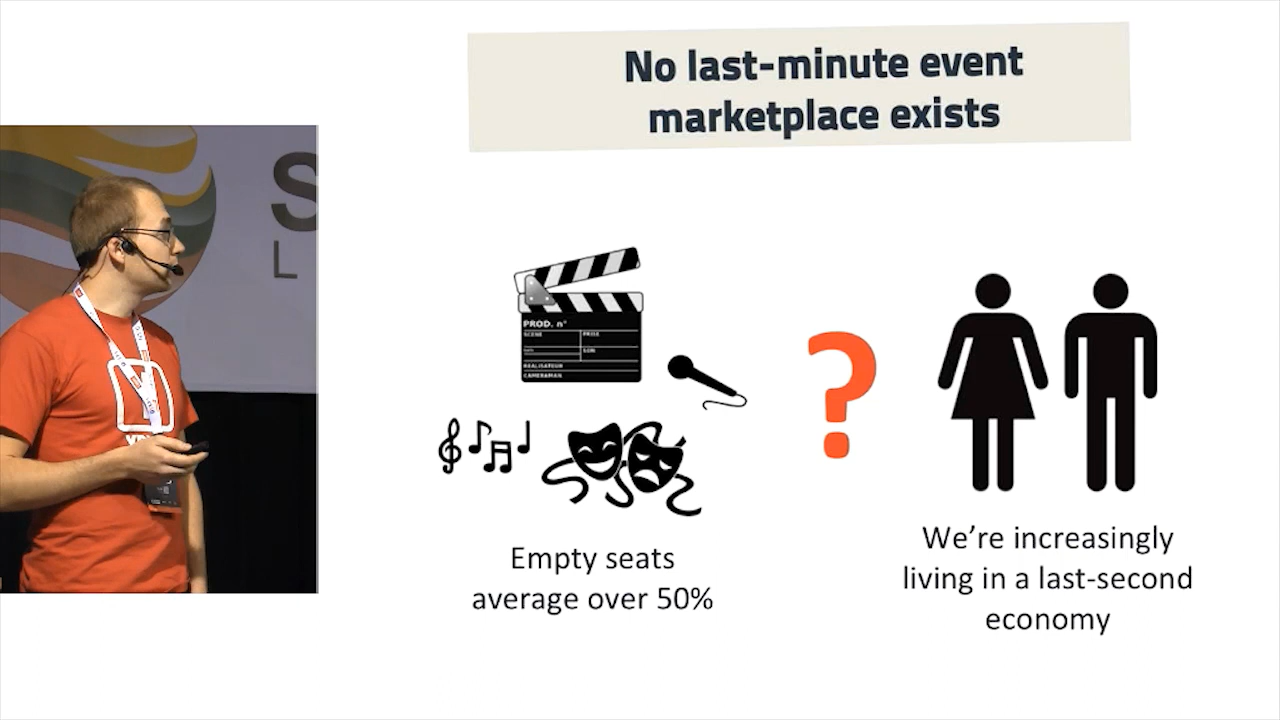 No last-minute event
marketplace exists
PROD. n°
Empty seats
average over 50%
We're increasingly
living in a last-second
economy